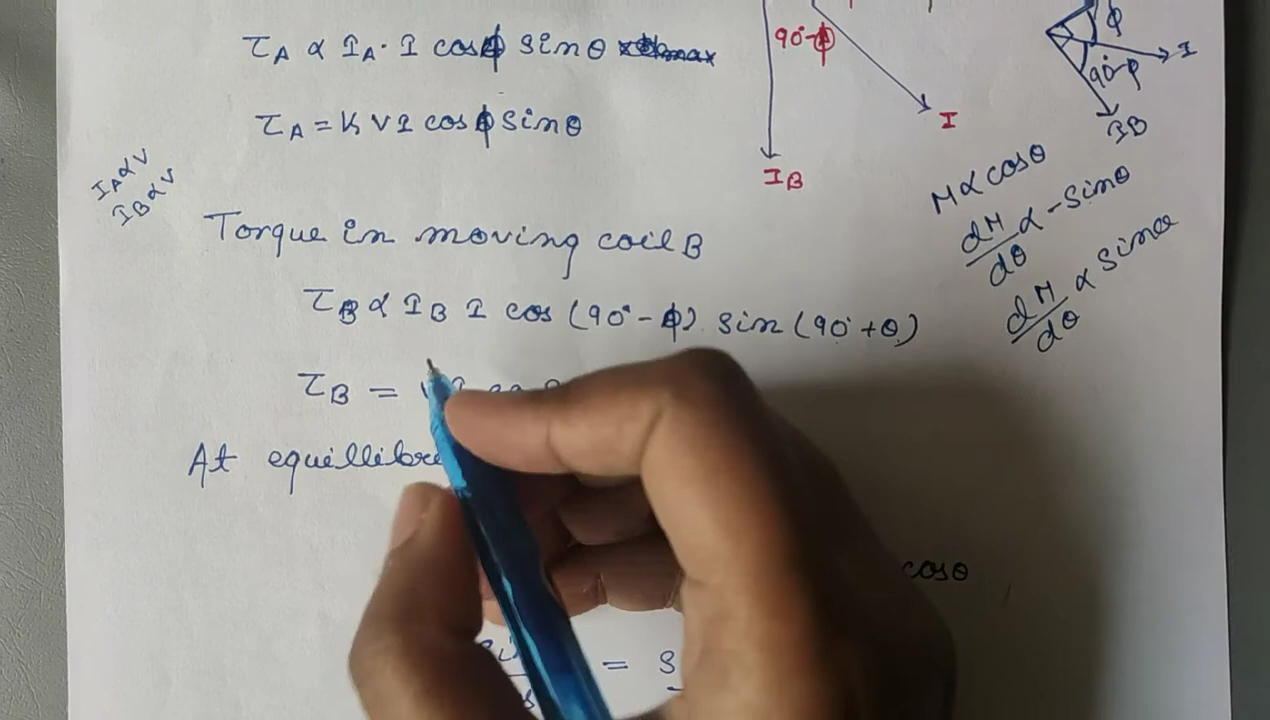 τA α IA. I cosϕ sinθ
τA = K V I cosϕ sinθ
90°-ϕ
I
IB
ϕ
I
90°-ϕ
IB
IA α V
IB α V
M α cosθ
dM/dθ α -sinθ
dM/dθ α sinθ
Torque in moving coil B
τB α IB I cos (90°-ϕ) sin (90°+θ)
τB =
At
cosθ
=